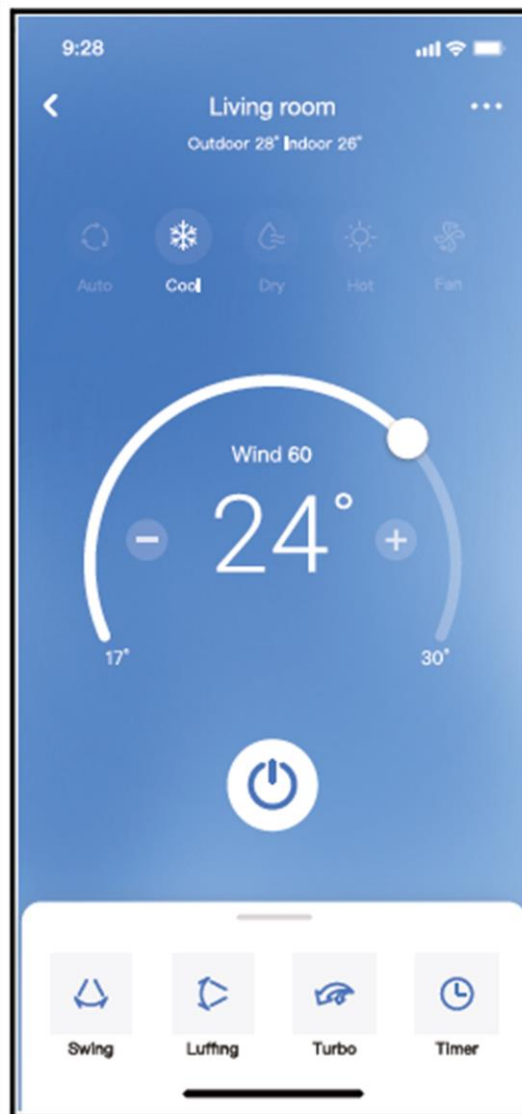 9:28
Living room
Outdoor 28° Indoor 26°
Auto Cool Dry Hot Fan
Wind 60
24°
17° 30°
Swing Luffing Turbo Timer